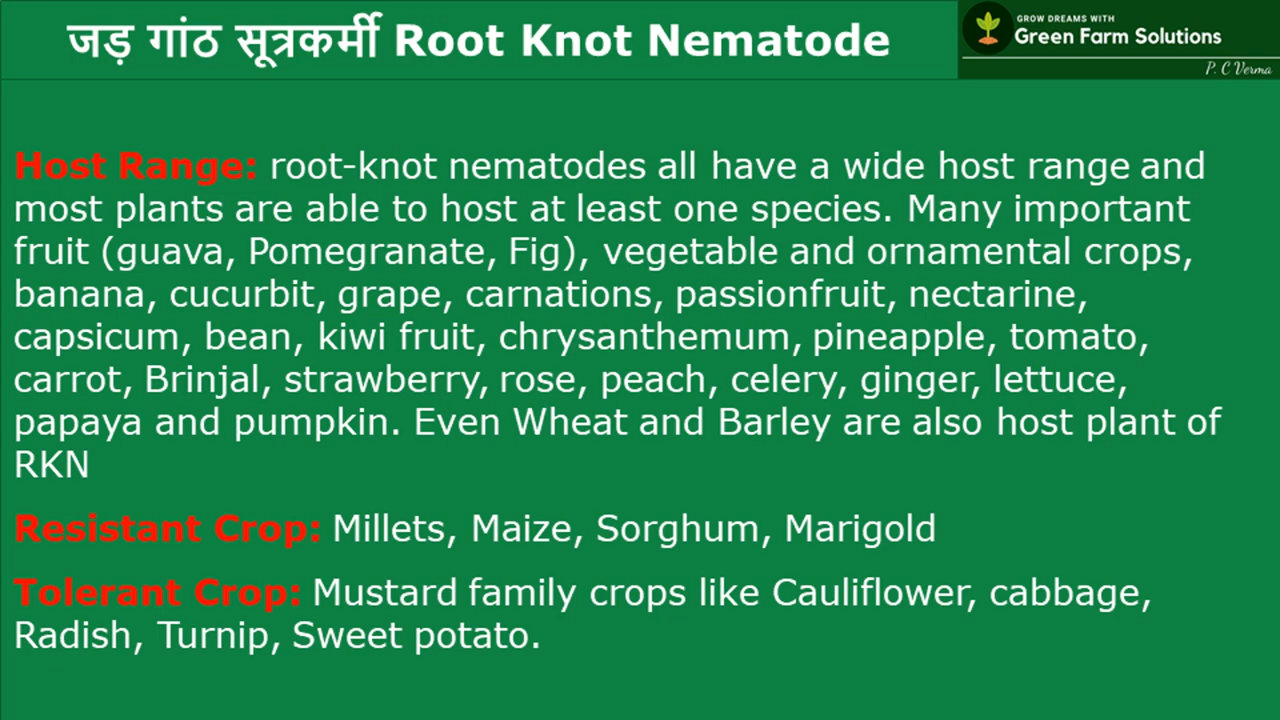 जड़ गांठ सूत्रकर्मी Root Knot Nematode
GROW DREAMS WITH
Green Farm Solutions
P. C Verma
Host Range: root-knot nematodes all have a wide host range and
most plants are able to host at least one species. Many important
fruit (guava, Pomegranate, Fig), vegetable and ornamental crops,
banana, cucurbit, grape, carnations, passionfruit, nectarine,
capsicum, bean, kiwi fruit, chrysanthemum, pineapple, tomato,
carrot, Brinjal, strawberry, rose, peach, celery, ginger, lettuce,
papaya and pumpkin. Even Wheat and Barley are also host plant of
RKN
Resistant Crop: Millets, Maize, Sorghum, Marigold
Tolerant Crop: Mustard family crops like Cauliflower, cabbage,
Radish, Turnip, Sweet potato.